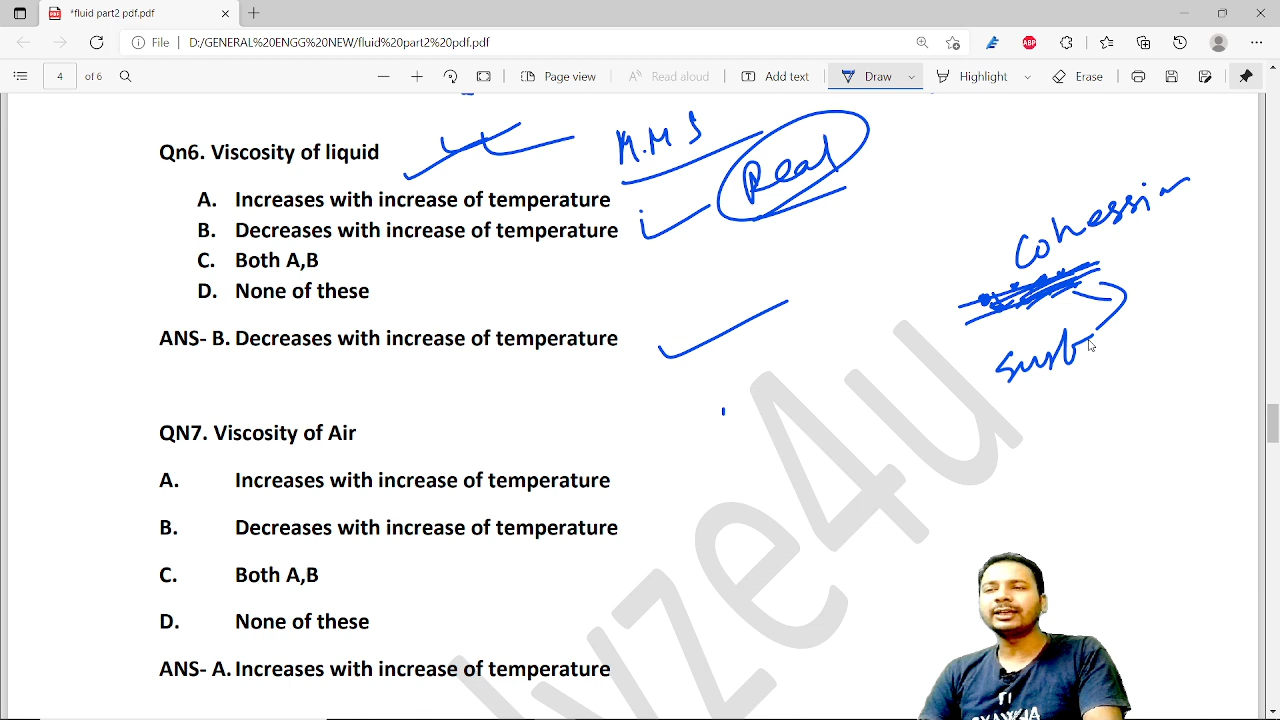 *fluid part2 pdf.pdf
File | D:/GENERAL%20ENGG%20NEW/fluid%20part2%20pdf.pdf
ABP
4 of 6 Page view Read aloud Add text Draw Highlight Erase
M.M S
Real
Qn6. Viscosity of liquid
A. Increases with increase of temperature
B. Decreases with increase of temperature
C. Both A,B
D. None of these
Cohession
ANS- B. Decreases with increase of temperature
QN7. Viscosity of Air
A. Increases with increase of temperature
B. Decreases with increase of temperature
C. Both A,B
D. None of these
ANS- A. Increases with increase of temperature
yze4u